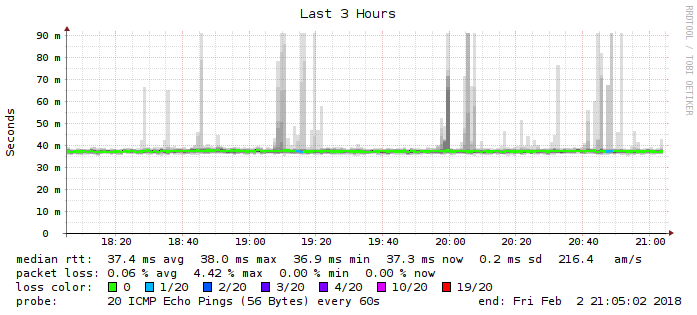 Last 3 Hours
RRDTOOL / TOBI OETIKER
Seconds
90 m
80 m
70 m
60 m
50 m
40 m
30 m
20 m
10 m
0
18:20 18:40 19:00 19:20 19:40 20:00 20:20 20:40 21:00
median rtt: 37.4 ms avg 38.0 ms max 36.9 ms min 37.3 ms now 0.2 ms sd 216.4 am/s
packet loss: 0.06 % avg 4.42 % max 0.00 % min 0.00 % now
loss color: 0 1/20 2/20 3/20 4/20 10/20 19/20
probe: 20 ICMP Echo Pings (56 Bytes) every 60s end: Fri Feb 2 21:05:02 2018